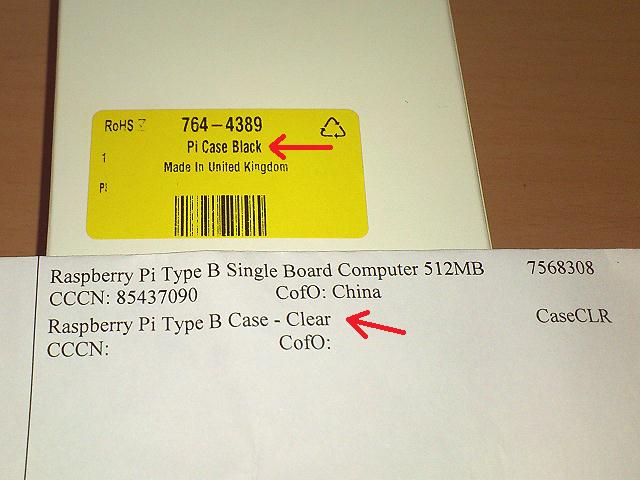 RoHS
764-4389
Pi Case Black
1
Made In United Kingdom
Raspberry Pi Type B Single Board Computer 512MB 7568308
CCCN: 85437090 CofO: China
Raspberry Pi Type B Case - Clear CaseCLR
CCCN: CofO: